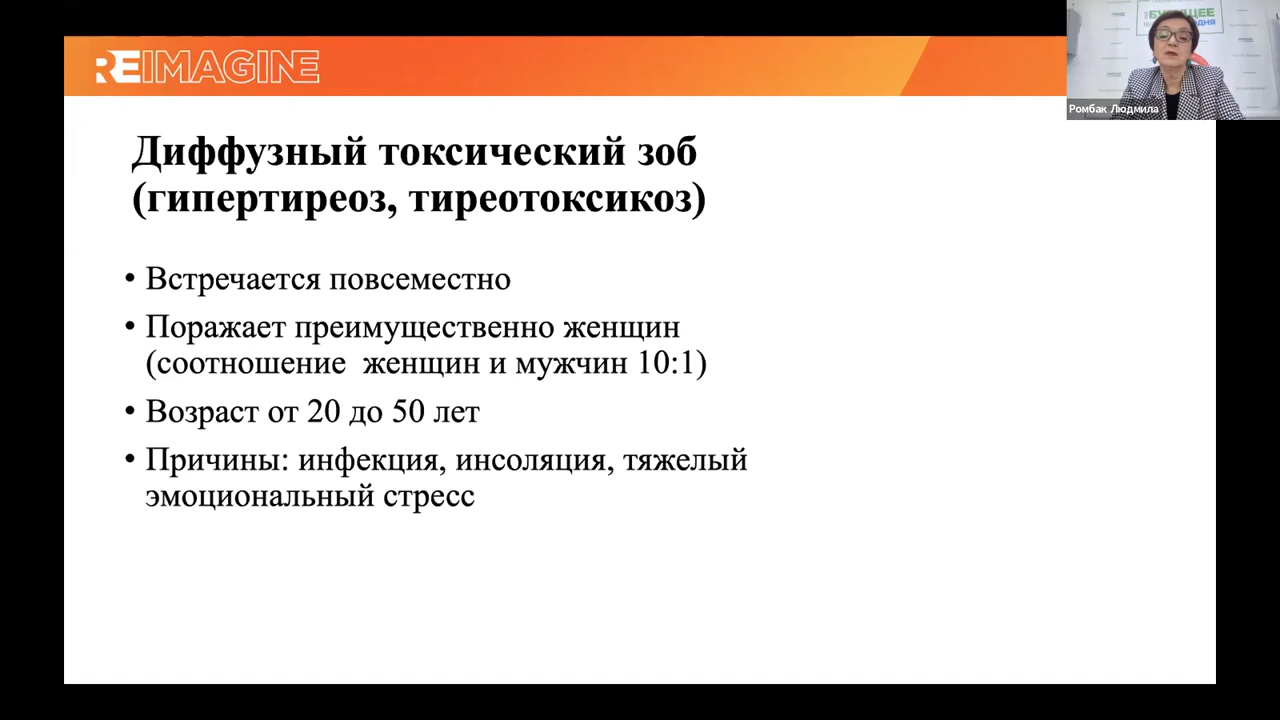 REIMAGINE
БУДУЩЕЕ
Ромбак Людмила
Диффузный токсический зоб
(гипертиреоз, тиреотоксикоз)
• Встречается повсеместно
• Поражает преимущественно женщин
(соотношение женщин и мужчин 10:1)
• Возраст от 20 до 50 лет
• Причины: инфекция, инсоляция, тяжелый
эмоциональный стресс